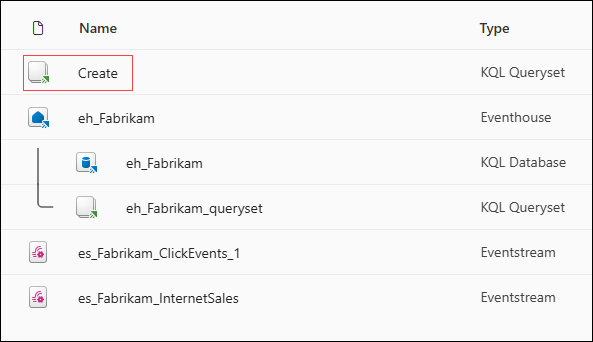 Name Type
Create KQL Queryset
eh_Fabrikam Eventhouse
eh_Fabrikam KQL Database
eh_Fabrikam_queryset KQL Queryset
es_Fabrikam_ClickEvents_1 Eventstream
es_Fabrikam_InternetSales Eventstream